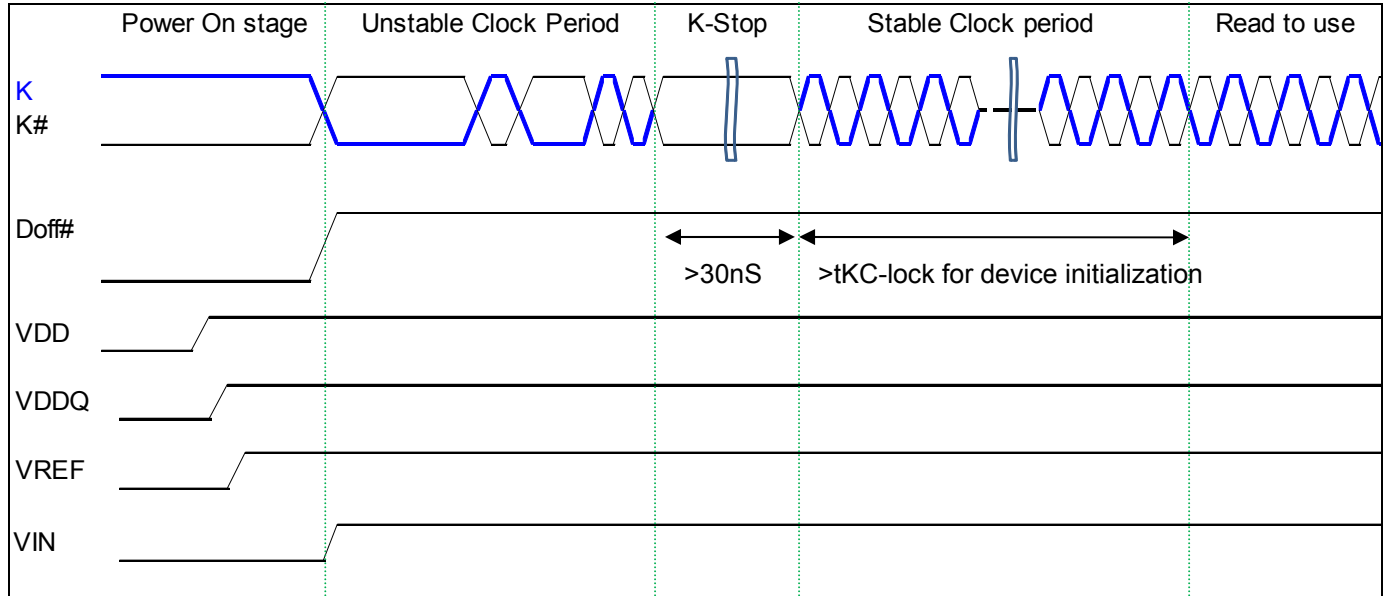 Power On stage Unstable Clock Period K-Stop Stable Clock period Read to use
K
K#
Doff#
>30nS >tKC-lock for device initialization
VDD
VDDQ
VREF
VIN